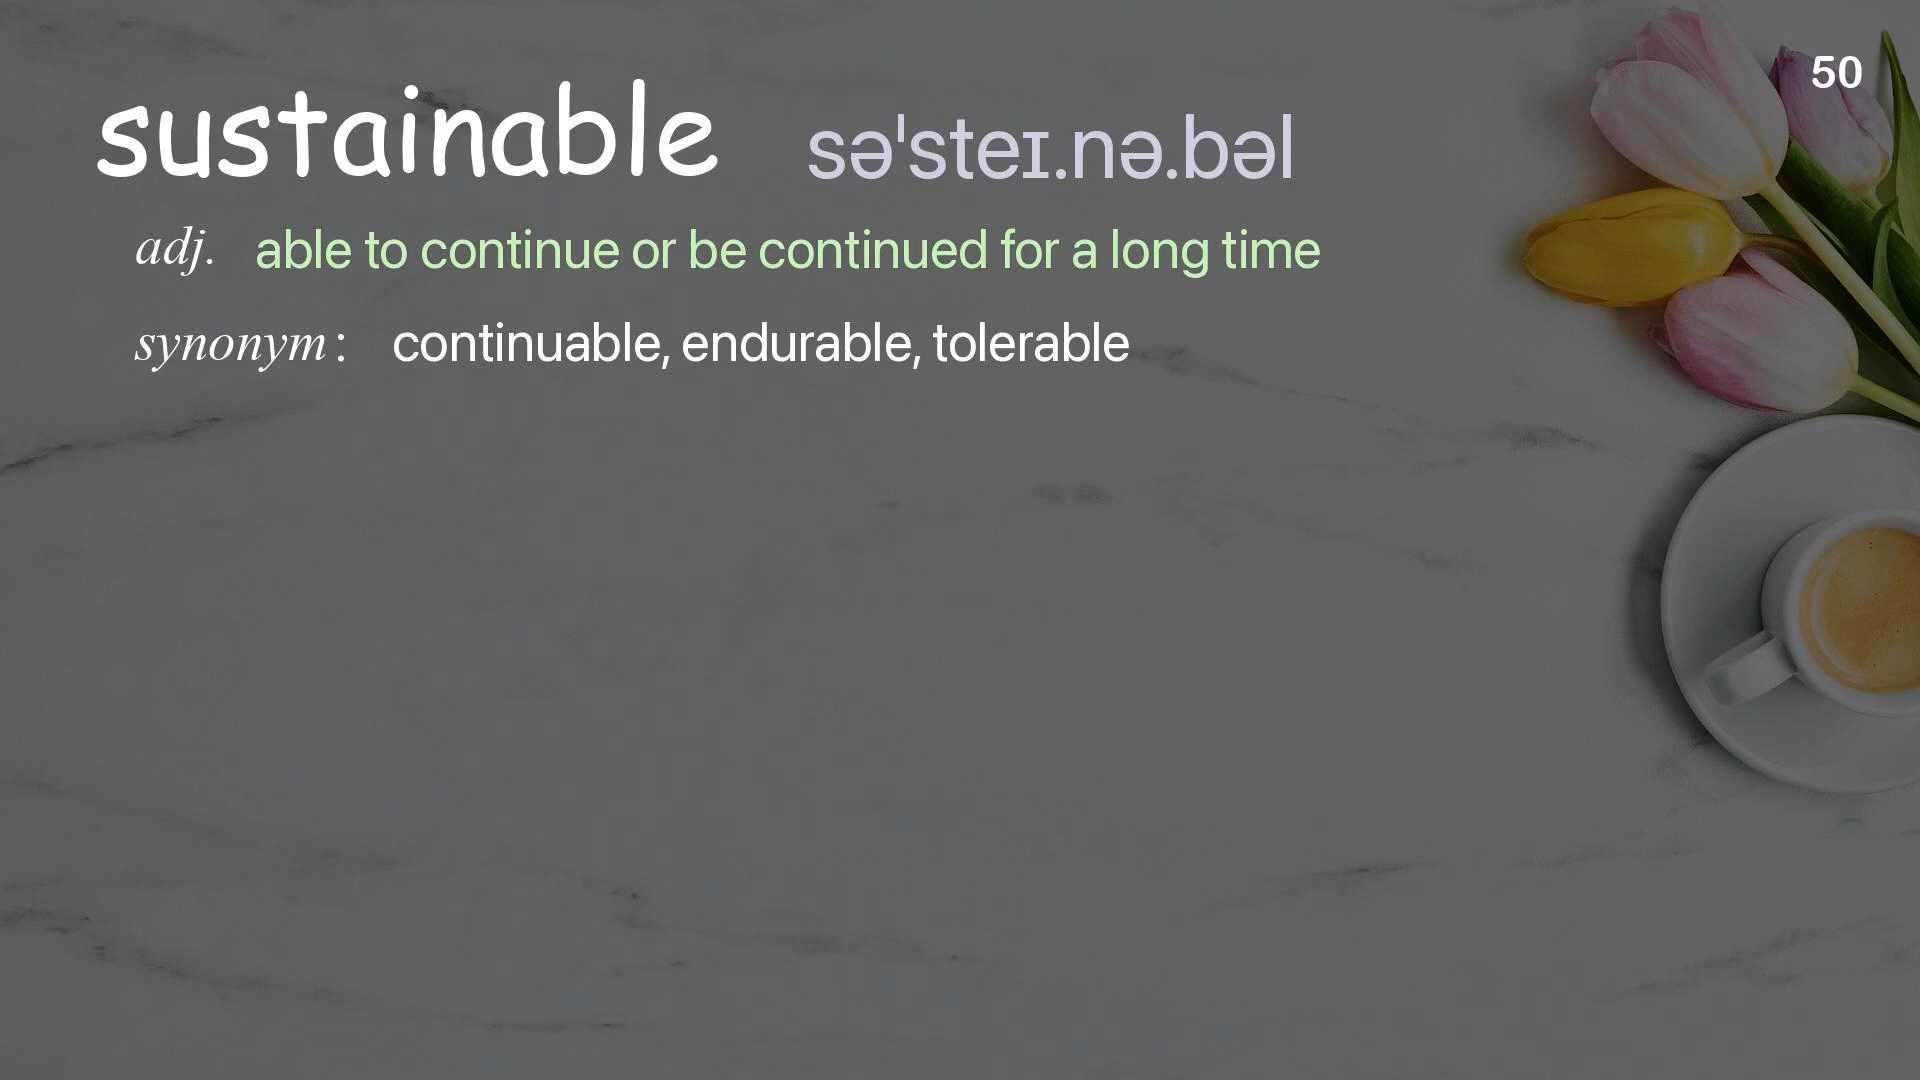 50
sustainable səˈsteɪ.nə.bəl
adj. able to continue or be continued for a long time
synonym : continuable, endurable, tolerable